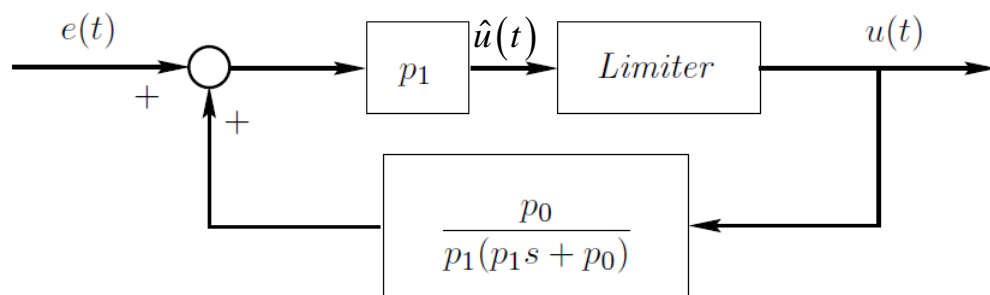 e(t)
û(t)
u(t)
p₁
Limiter
+
+
p₀
p₁(p₁s + p₀)